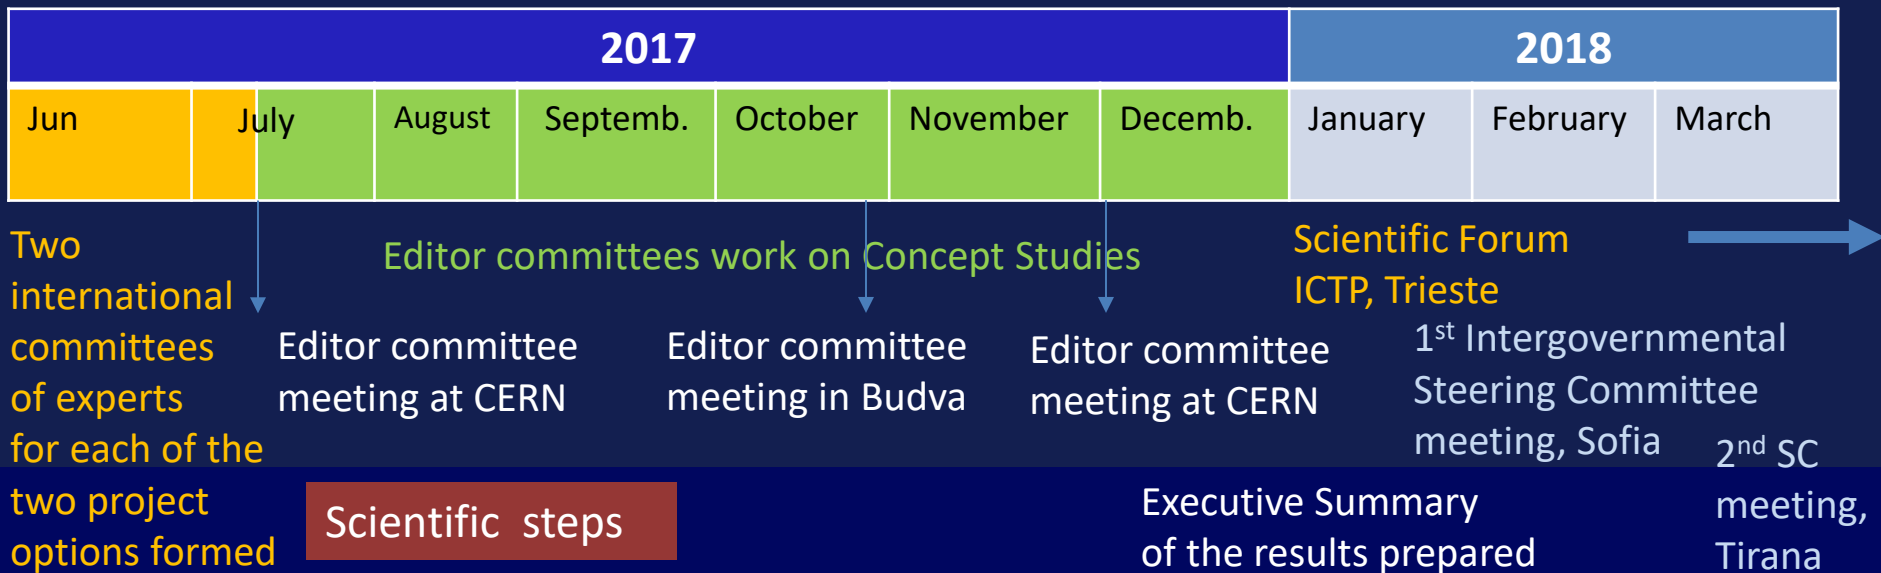 2017
2018
Jun
July
August
Septemb.
October
November
Decemb.
January
February
March
Two
international
committees
of experts
for each of the
two project
options formed
Editor committees work on Concept Studies
Editor committee
meeting at CERN
Editor committee
meeting in Budva
Editor committee
meeting at CERN
Scientific Forum
ICTP, Trieste
1st Intergovernmental
Steering Committee
meeting, Sofia
2nd SC
meeting,
Tirana
Scientific steps
Executive Summary
of the results prepared